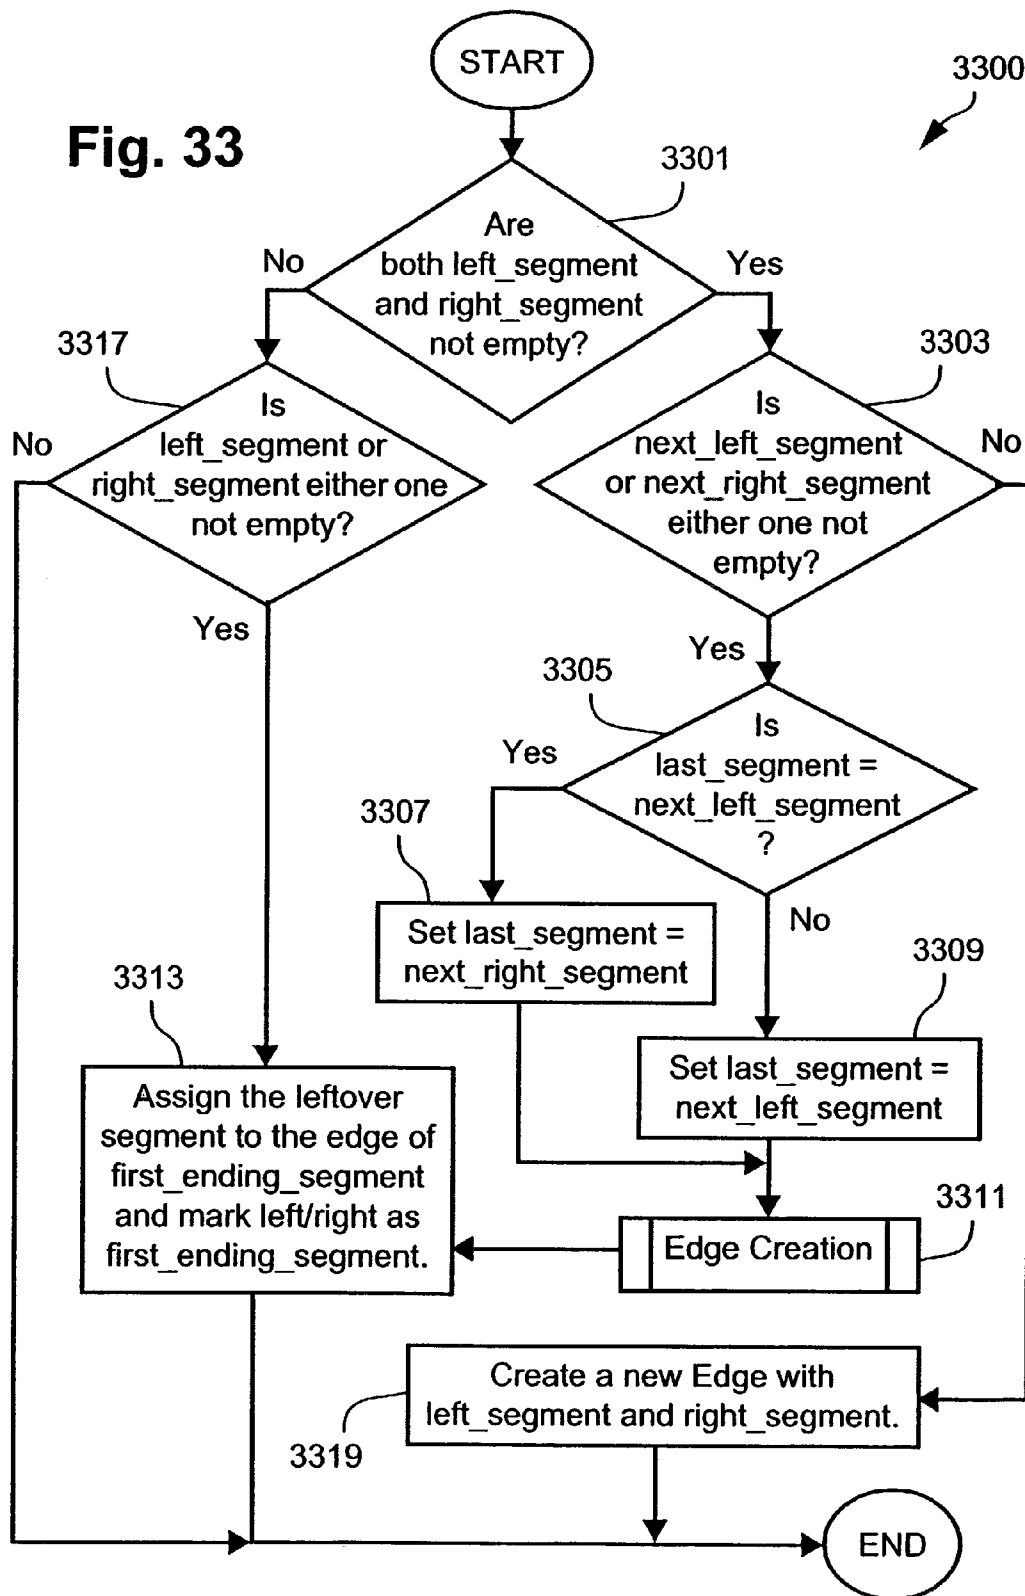 START
3300
Fig. 33
3301
Are
both left_segment
and right_segment
not empty?
No
Yes
3317
3303
Is
left_segment or
right_segment either one
not empty?
No
Is
next_left_segment
or next_right_segment
either one not
empty?
No
Yes
Yes
3305
Is
last_segment =
next_left_segment
?
Yes
3307
No
Set last_segment =
next_right_segment
3309
3313
Set last_segment =
next_left_segment
Assign the leftover
segment to the edge of
first_ending_segment
and mark left/right as
first_ending_segment.
3311
Edge Creation
Create a new Edge with
left_segment and right_segment.
3319
END